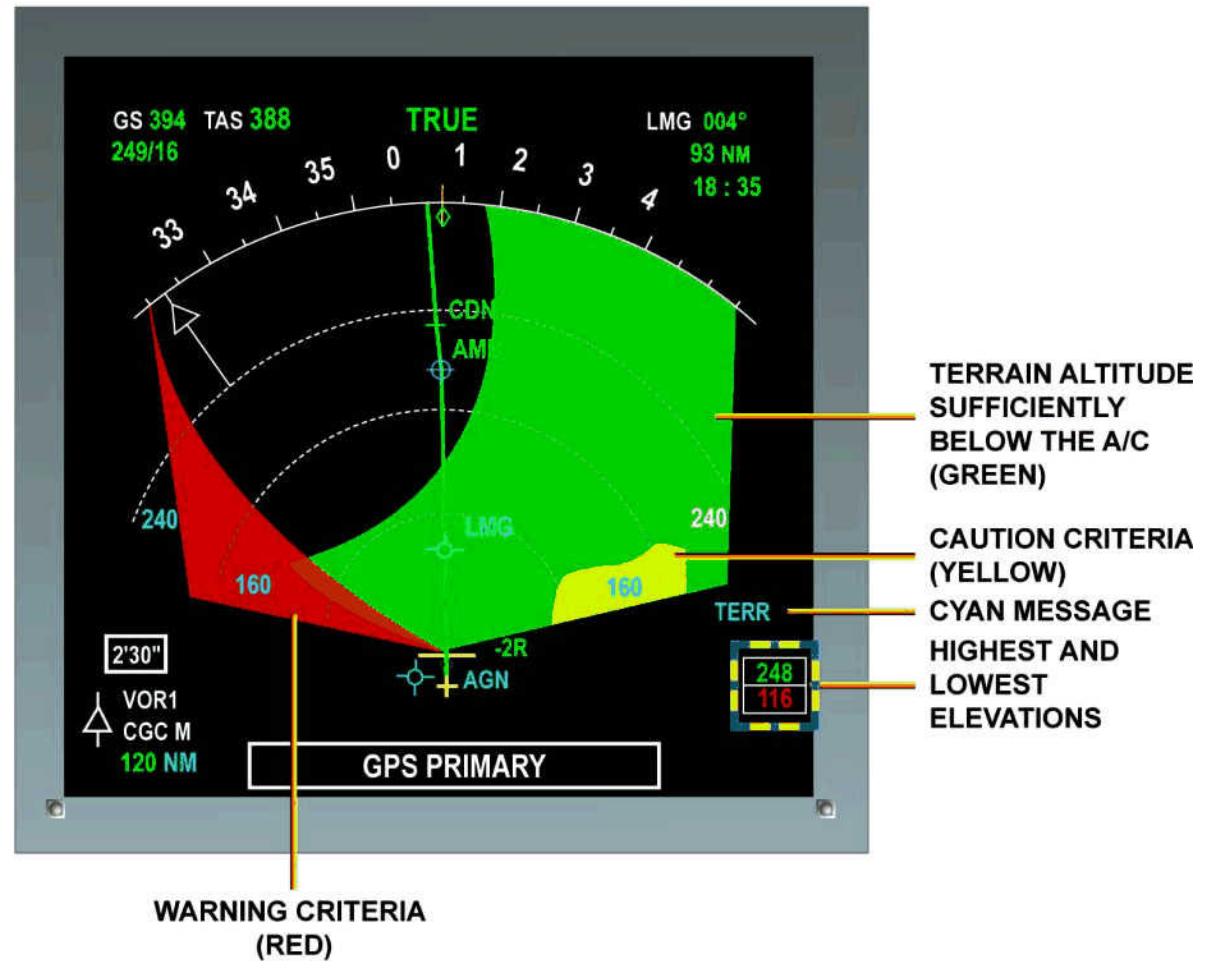 GS 394 TAS 388
TRUE
LMG 004°
249/16
93 NM
18 : 35
33
34
35
0
1
2
3
4
CDN
240
240
LMG
160
160
TERR
-2R
2'30"
AGN
248
116
VOR1
CGC M
120 NM
GPS PRIMARY
TERRAIN ALTITUDE
SUFFICIENTLY
BELOW THE A/C
(GREEN)
CAUTION CRITERIA
(YELLOW)
CYAN MESSAGE
HIGHEST AND
LOWEST
ELEVATIONS
WARNING CRITERIA
(RED)